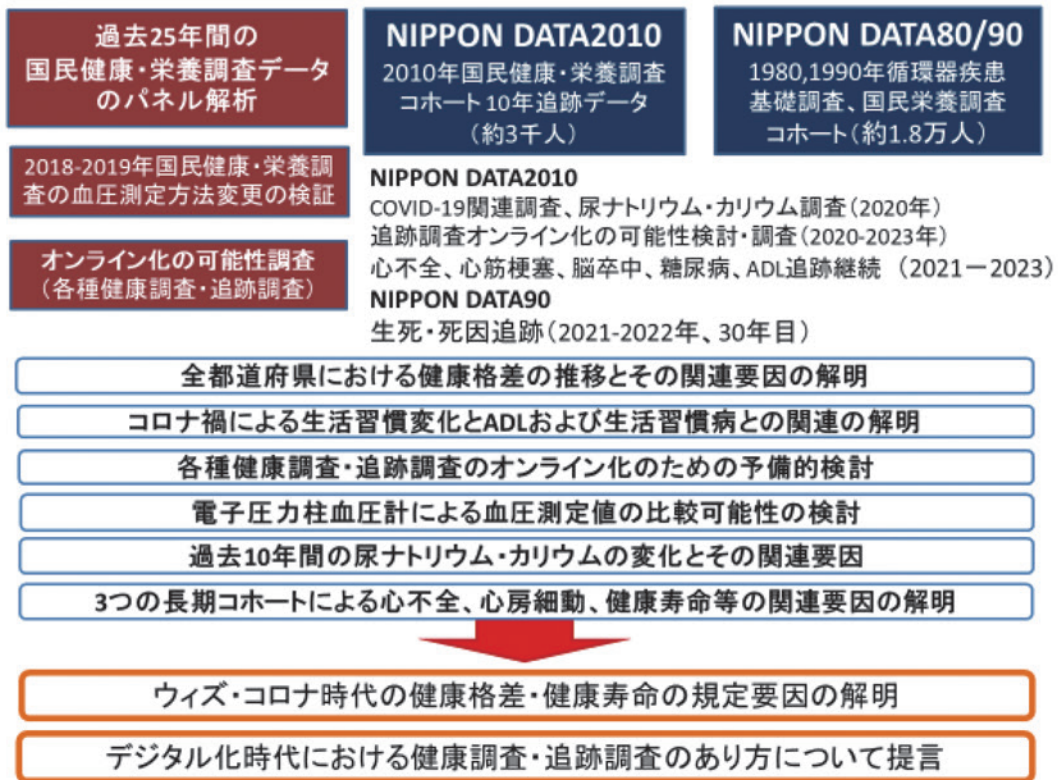 過去25年間の
国民健康・栄養調査データ
のパネル解析
2018-2019年国民健康・栄養調
査の血圧測定方法変更の検証
オンライン化の可能性調査
(各種健康調査・追跡調査)
NIPPON DATA2010
2010年国民健康・栄養調査
コホート10年追跡データ
(約3千人)
NIPPON DATA80/90
1980,1990年循環器疾患
基礎調査、国民栄養調査
コホート(約1.8万人)
NIPPON DATA2010
COVID-19関連調査、尿ナトリウム・カリウム調査(2020年)
追跡調査オンライン化の可能性検討・調査(2020-2023年)
心不全、心筋梗塞、脳卒中、糖尿病、ADL追跡継続 (2021ー2023)
NIPPON DATA90
生死・死因追跡(2021-2022年、30年目)
全都道府県における健康格差の推移とその関連要因の解明
コロナ禍による生活習慣変化とADLおよび生活習慣病との関連の解明
各種健康調査・追跡調査のオンライン化のための予備的検討
電子圧力柱血圧計による血圧測定値の比較可能性の検討
過去10年間の尿ナトリウム・カリウムの変化とその関連要因
3つの長期コホートによる心不全、心房細動、健康寿命等の関連要因の解明
ウィズ・コロナ時代の健康格差・健康寿命の規定要因の解明
デジタル化時代における健康調査・追跡調査のあり方について提言